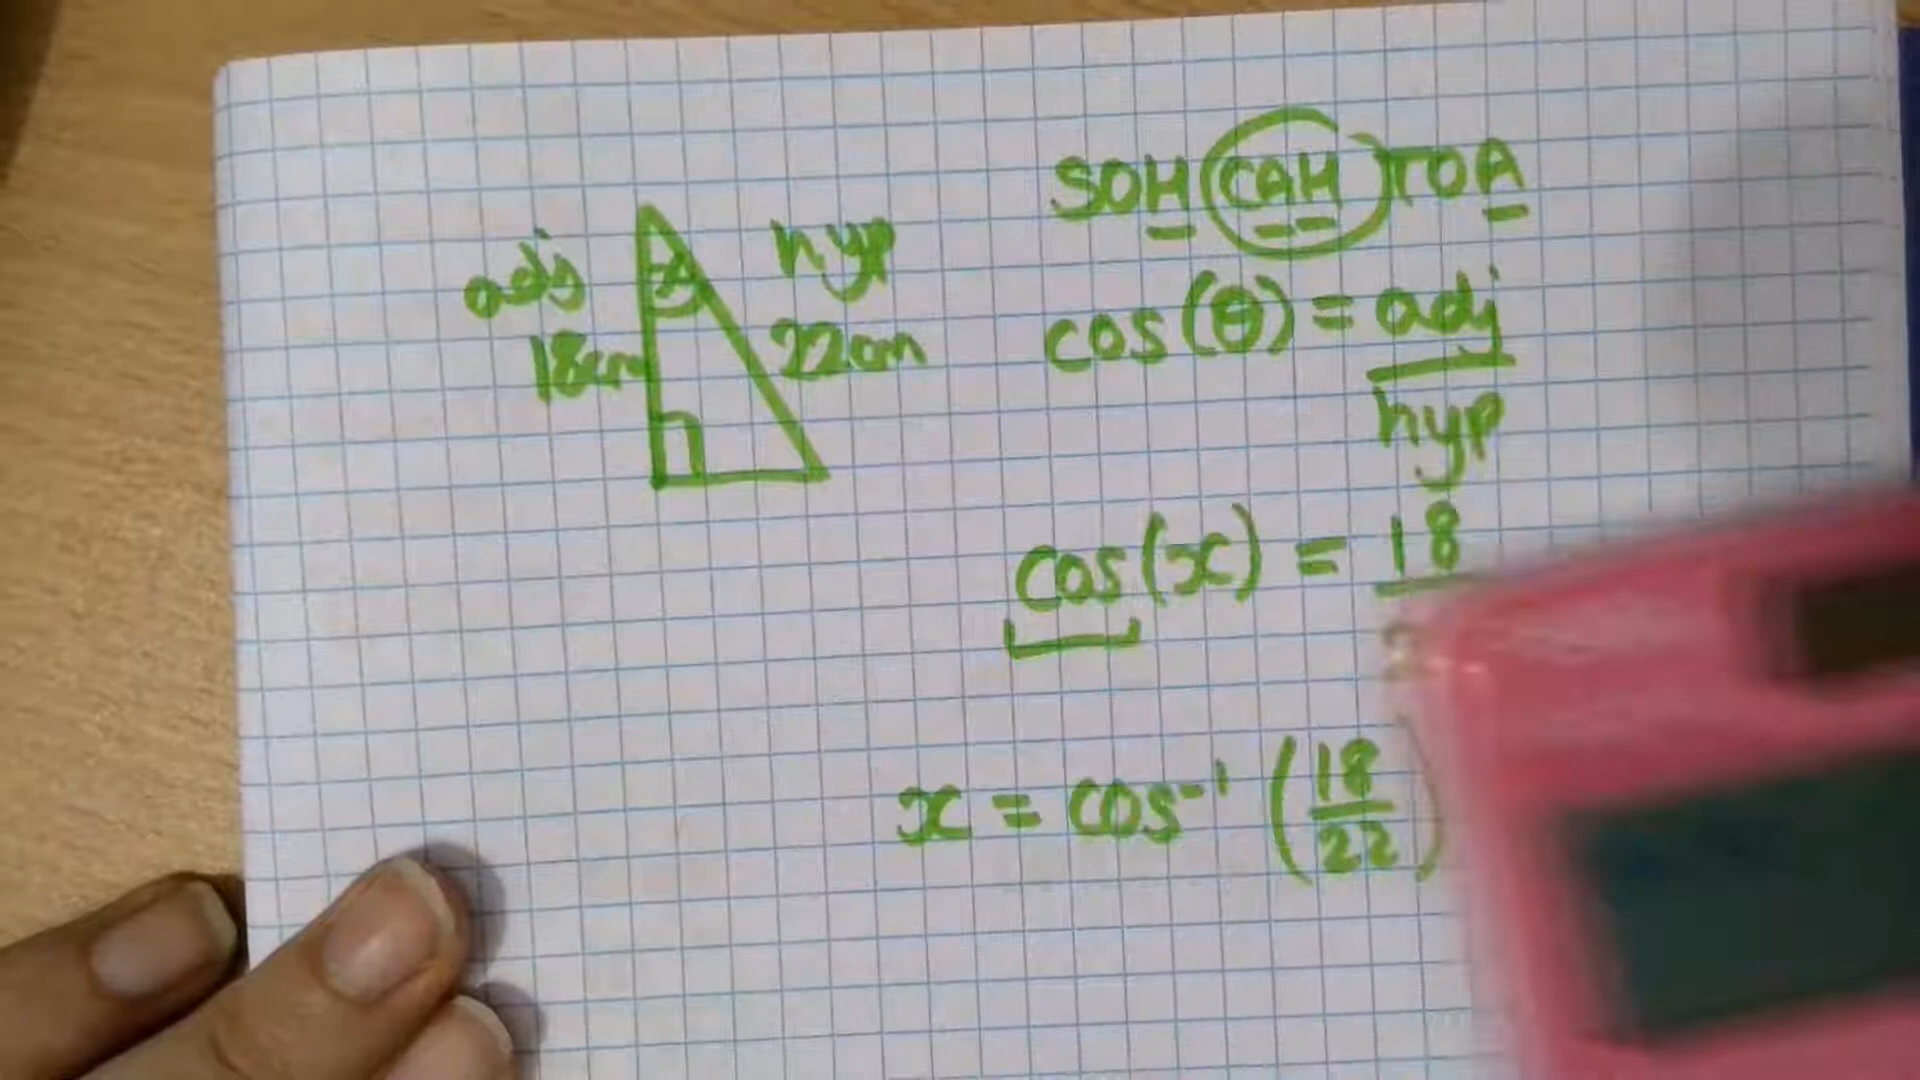 SOH CAH TOA
adj hyp
18cm 22cm
x
cos(θ) = adj
hyp
cos(x) = 18
x = cos⁻¹ (18/22)